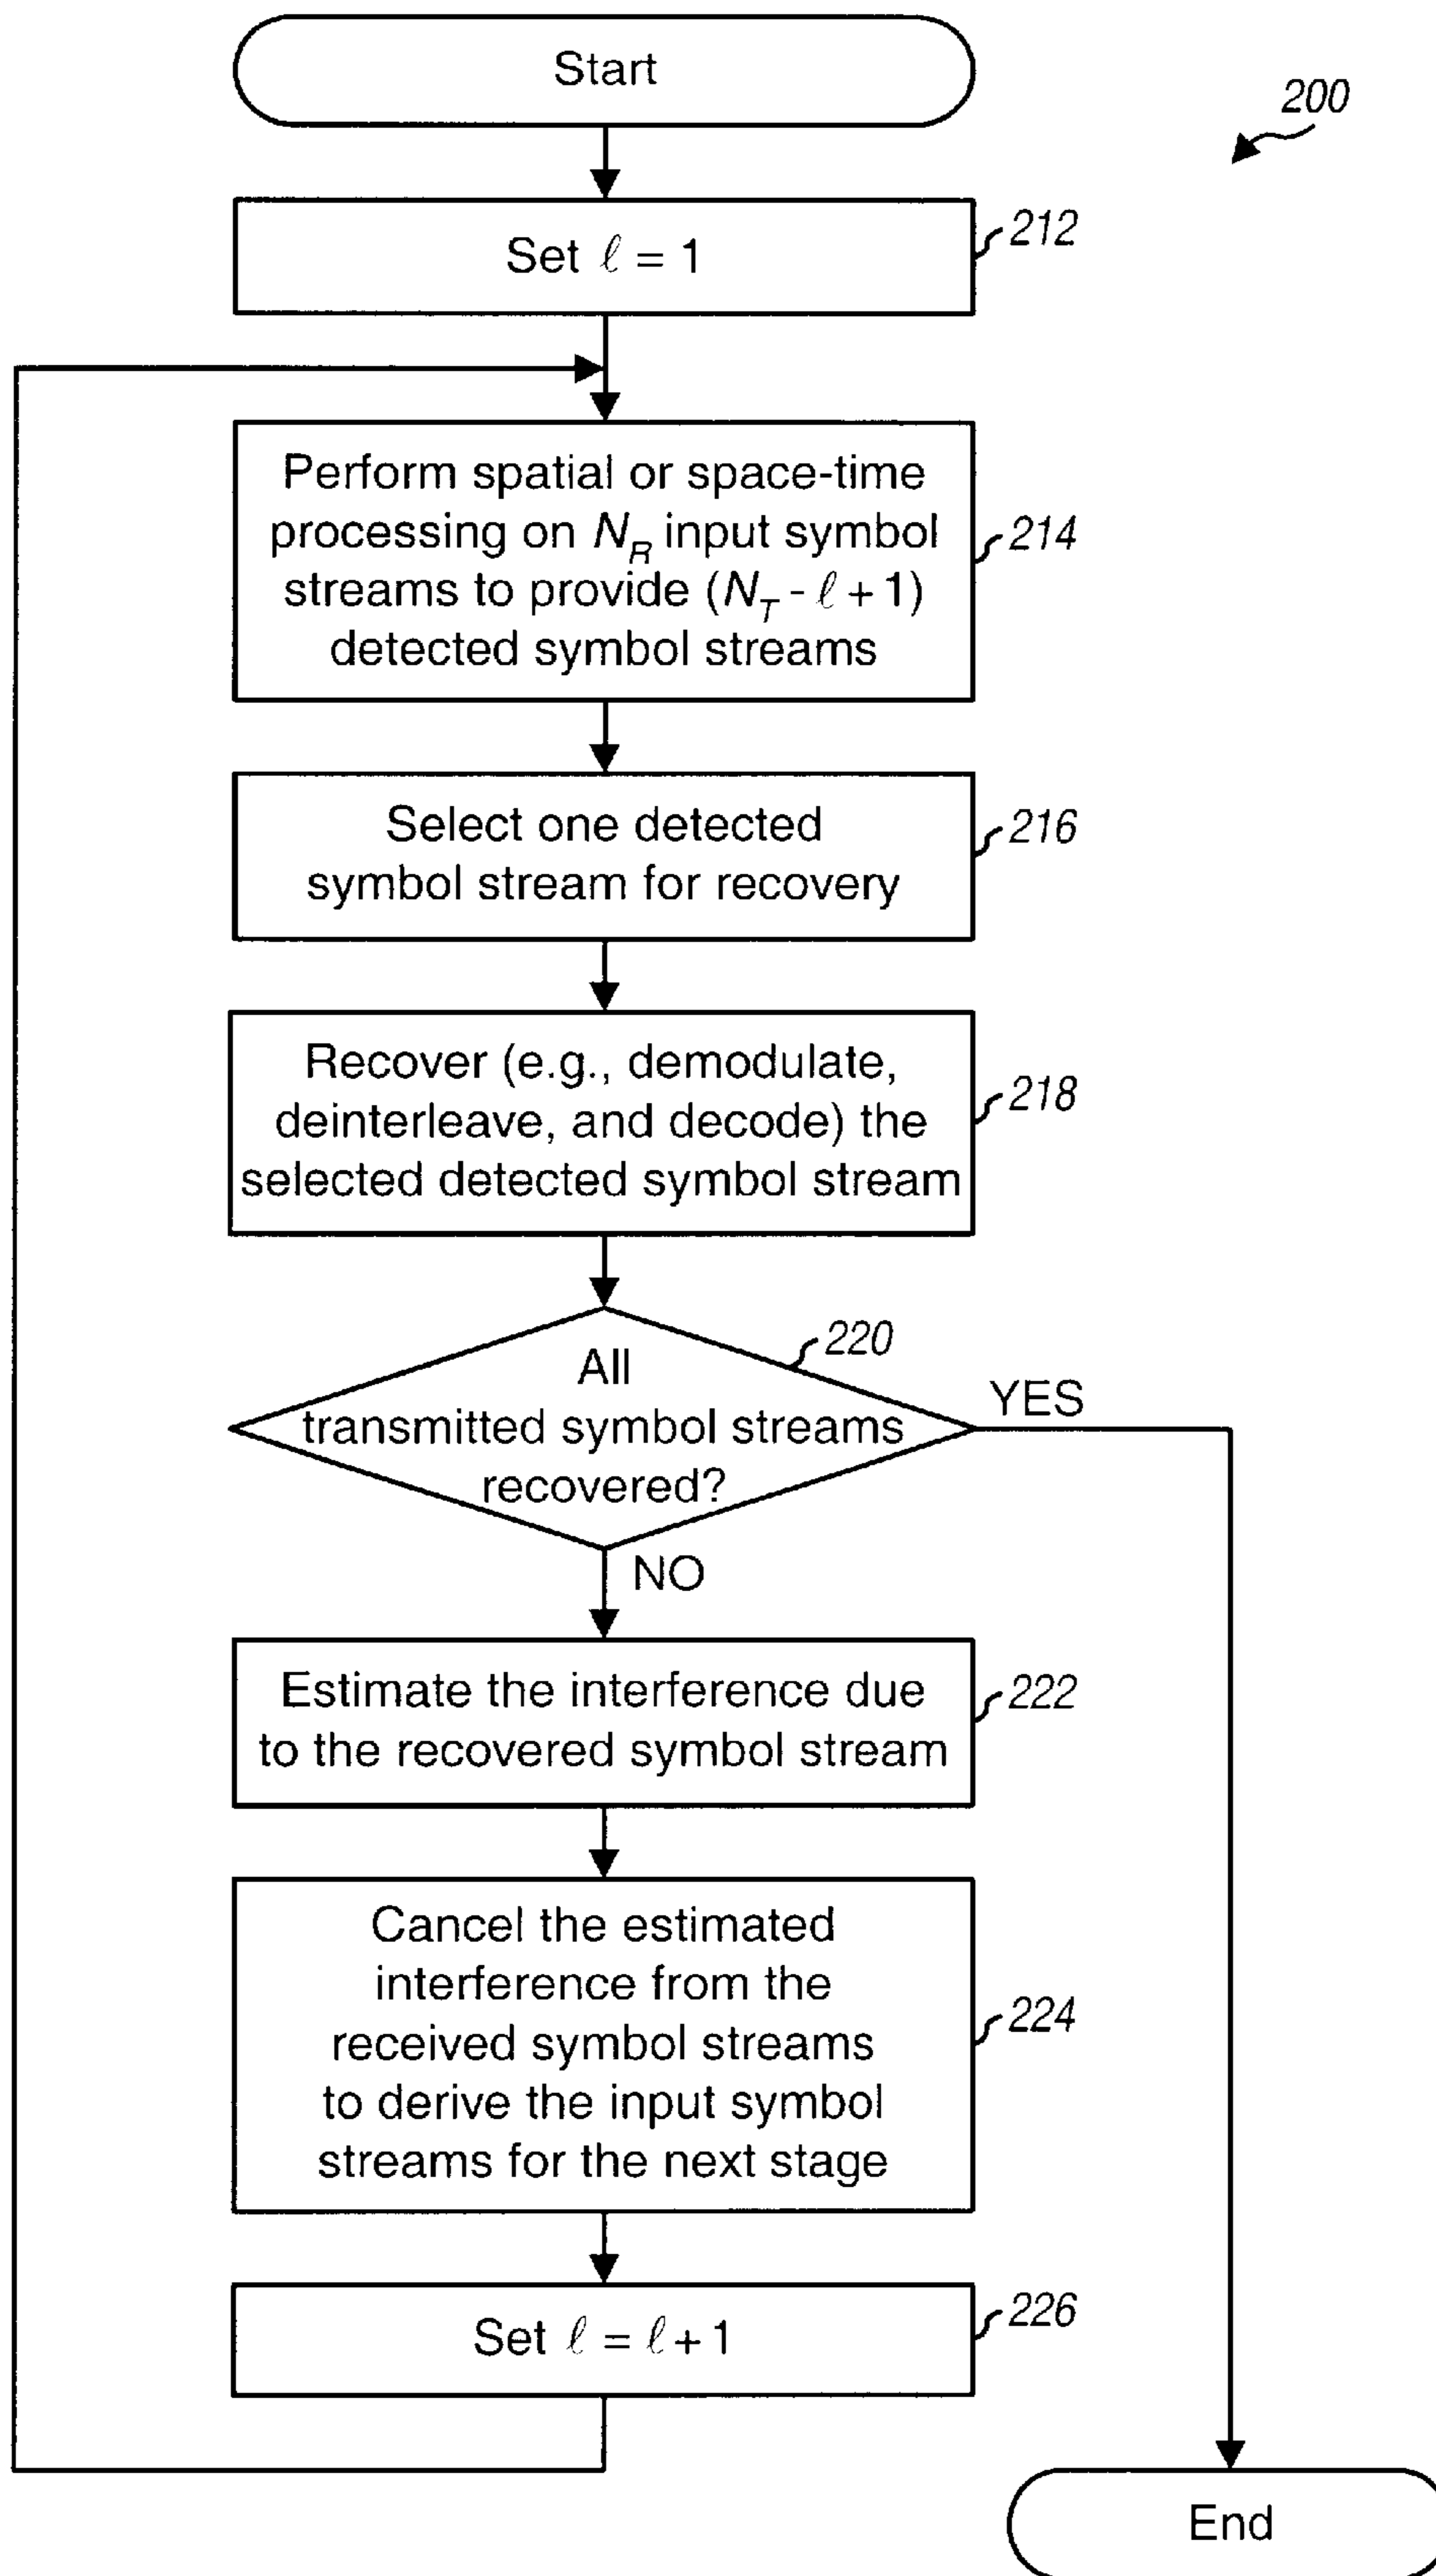 Start
200
Set ℓ = 1
212
Perform spatial or space-time
processing on N_R input symbol
streams to provide (N_T - ℓ + 1)
detected symbol streams
214
Select one detected
symbol stream for recovery
216
Recover (e.g., demodulate,
deinterleave, and decode) the
selected detected symbol stream
218
220
All
transmitted symbol streams
recovered?
YES
NO
Estimate the interference due
to the recovered symbol stream
222
Cancel the estimated
interference from the
received symbol streams
to derive the input symbol
streams for the next stage
224
Set ℓ = ℓ + 1
226
End